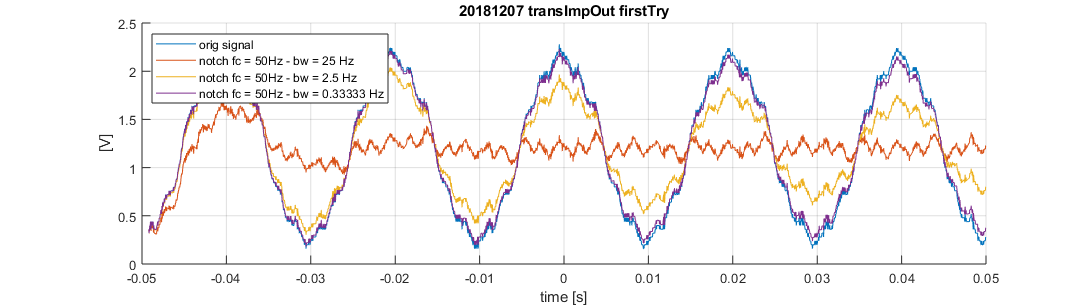 20181207 transImpOut firstTry
2.5
2
1.5
1
0.5
0
[V]
orig signal
notch fc = 50Hz - bw = 25 Hz
notch fc = 50Hz - bw = 2.5 Hz
notch fc = 50Hz - bw = 0.33333 Hz
-0.05 -0.04 -0.03 -0.02 -0.01 0 0.01 0.02 0.03 0.04 0.05
time [s]